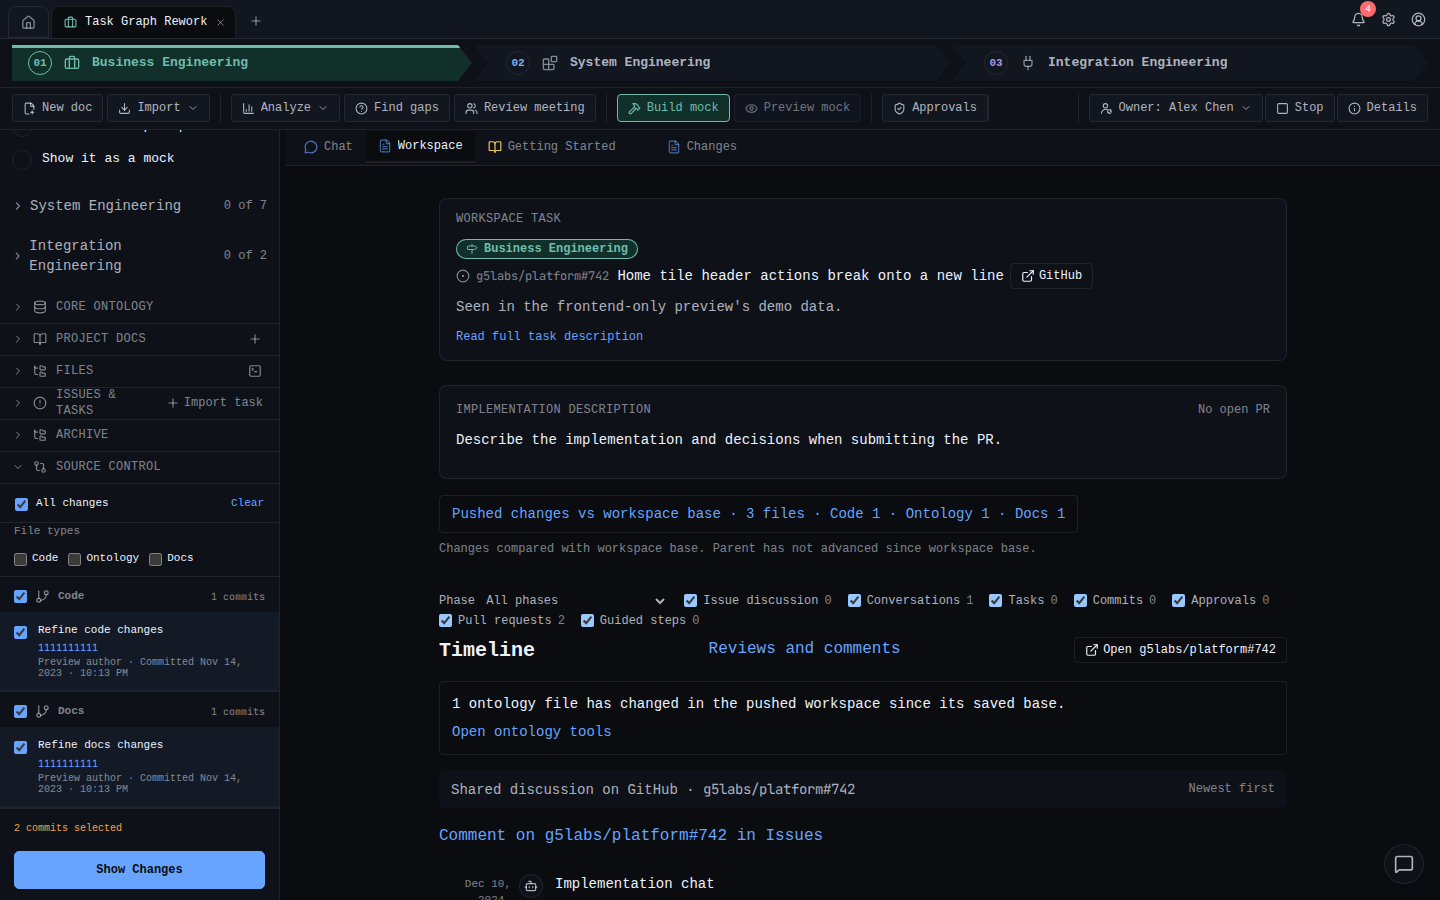 Task Graph Rework
4
01 Business Engineering
02 System Engineering
03 Integration Engineering
New doc
Import
Analyze
Find gaps
Review meeting
Build mock
Preview mock
Approvals
Owner: Alex Chen
Stop
Details
Show it as a mock
System Engineering 0 of 7
Integration
Engineering
0 of 2
CORE ONTOLOGY
PROJECT DOCS
FILES
ISSUES &
TASKS
Import task
ARCHIVE
SOURCE CONTROL
All changes Clear
File types
Code Ontology Docs
Code 1 commits
Refine code changes
1111111111
Preview author · Committed Nov 14,
2023 · 10:13 PM
Docs 1 commits
Refine docs changes
1111111111
Preview author · Committed Nov 14,
2023 · 10:13 PM
2 commits selected
Show Changes
Chat
Workspace
Getting Started
Changes
WORKSPACE TASK
Business Engineering
g5labs/platform#742 Home tile header actions break onto a new line GitHub
Seen in the frontend-only preview's demo data.
Read full task description
IMPLEMENTATION DESCRIPTION No open PR
Describe the implementation and decisions when submitting the PR.
Pushed changes vs workspace base · 3 files · Code 1 · Ontology 1 · Docs 1
Changes compared with workspace base. Parent has not advanced since workspace base.
Phase All phases Issue discussion 0 Conversations 1 Tasks 0 Commits 0 Approvals 0
Pull requests 2 Guided steps 0
Timeline Reviews and comments Open g5labs/platform#742
1 ontology file has changed in the pushed workspace since its saved base.
Open ontology tools
Shared discussion on GitHub · g5labs/platform#742 Newest first
Comment on g5labs/platform#742 in Issues
Dec 10, Implementation chat